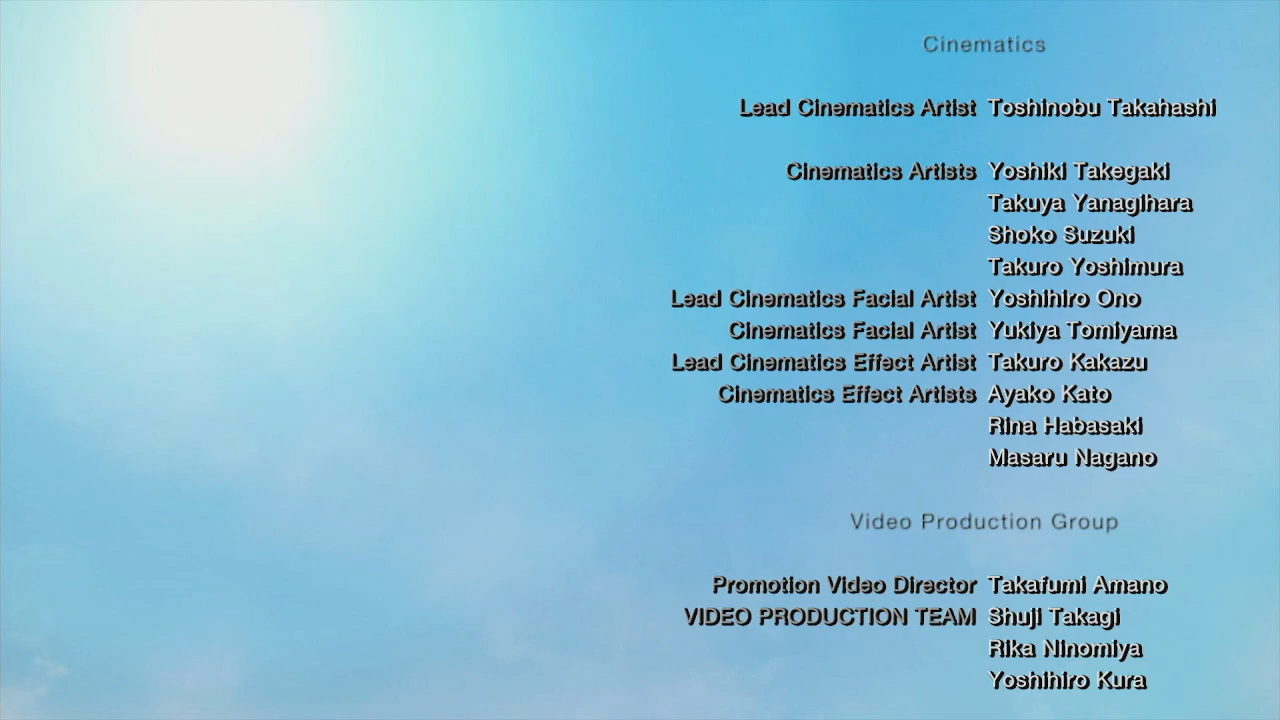 Cinematics
Lead Cinematics Artist Toshinobu Takahashi
Cinematics Artists Yoshiki Takegaki
Takuya Yanagihara
Shoko Suzuki
Takuro Yoshimura
Lead Cinematics Facial Artist Yoshihiro Ono
Cinematics Facial Artist Yukiya Tomiyama
Lead Cinematics Effect Artist Takuro Kakazu
Cinematics Effect Artists Ayako Kato
Rina Habasaki
Masaru Nagano
Video Production Group
Promotion Video Director Takafumi Amano
VIDEO PRODUCTION TEAM Shuji Takagi
Rika Ninomiya
Yoshihiro Kura